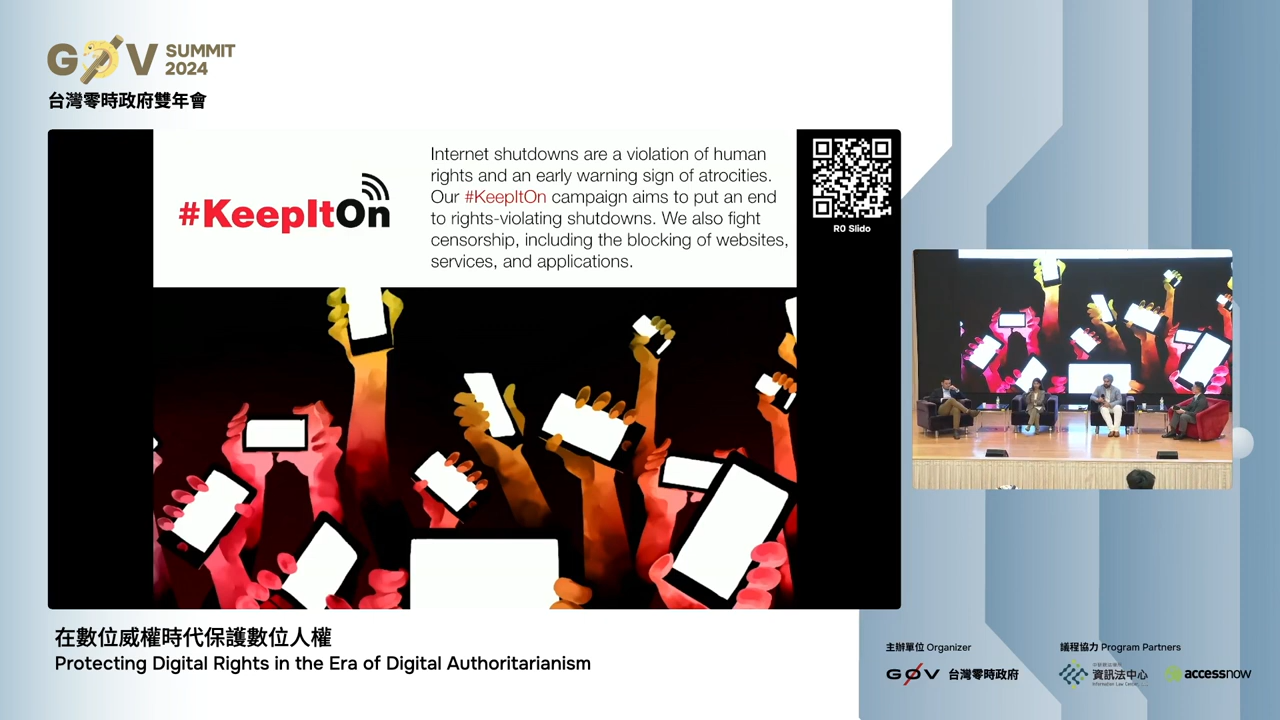 G0V SUMMIT 2024
台灣零時政府雙年會
#KeepItOn
Internet shutdowns are a violation of human
rights and an early warning sign of atrocities.
Our #KeepItOn campaign aims to put an end
to rights-violating shutdowns. We also fight
censorship, including the blocking of websites,
services, and applications.
R0 Slido
在數位威權時代保護數位人權
Protecting Digital Rights in the Era of Digital Authoritarianism
主辦單位 Organizer
G0V 台灣零時政府
議程協力 Program Partners
資訊法中心
Information Law Center
accessnow